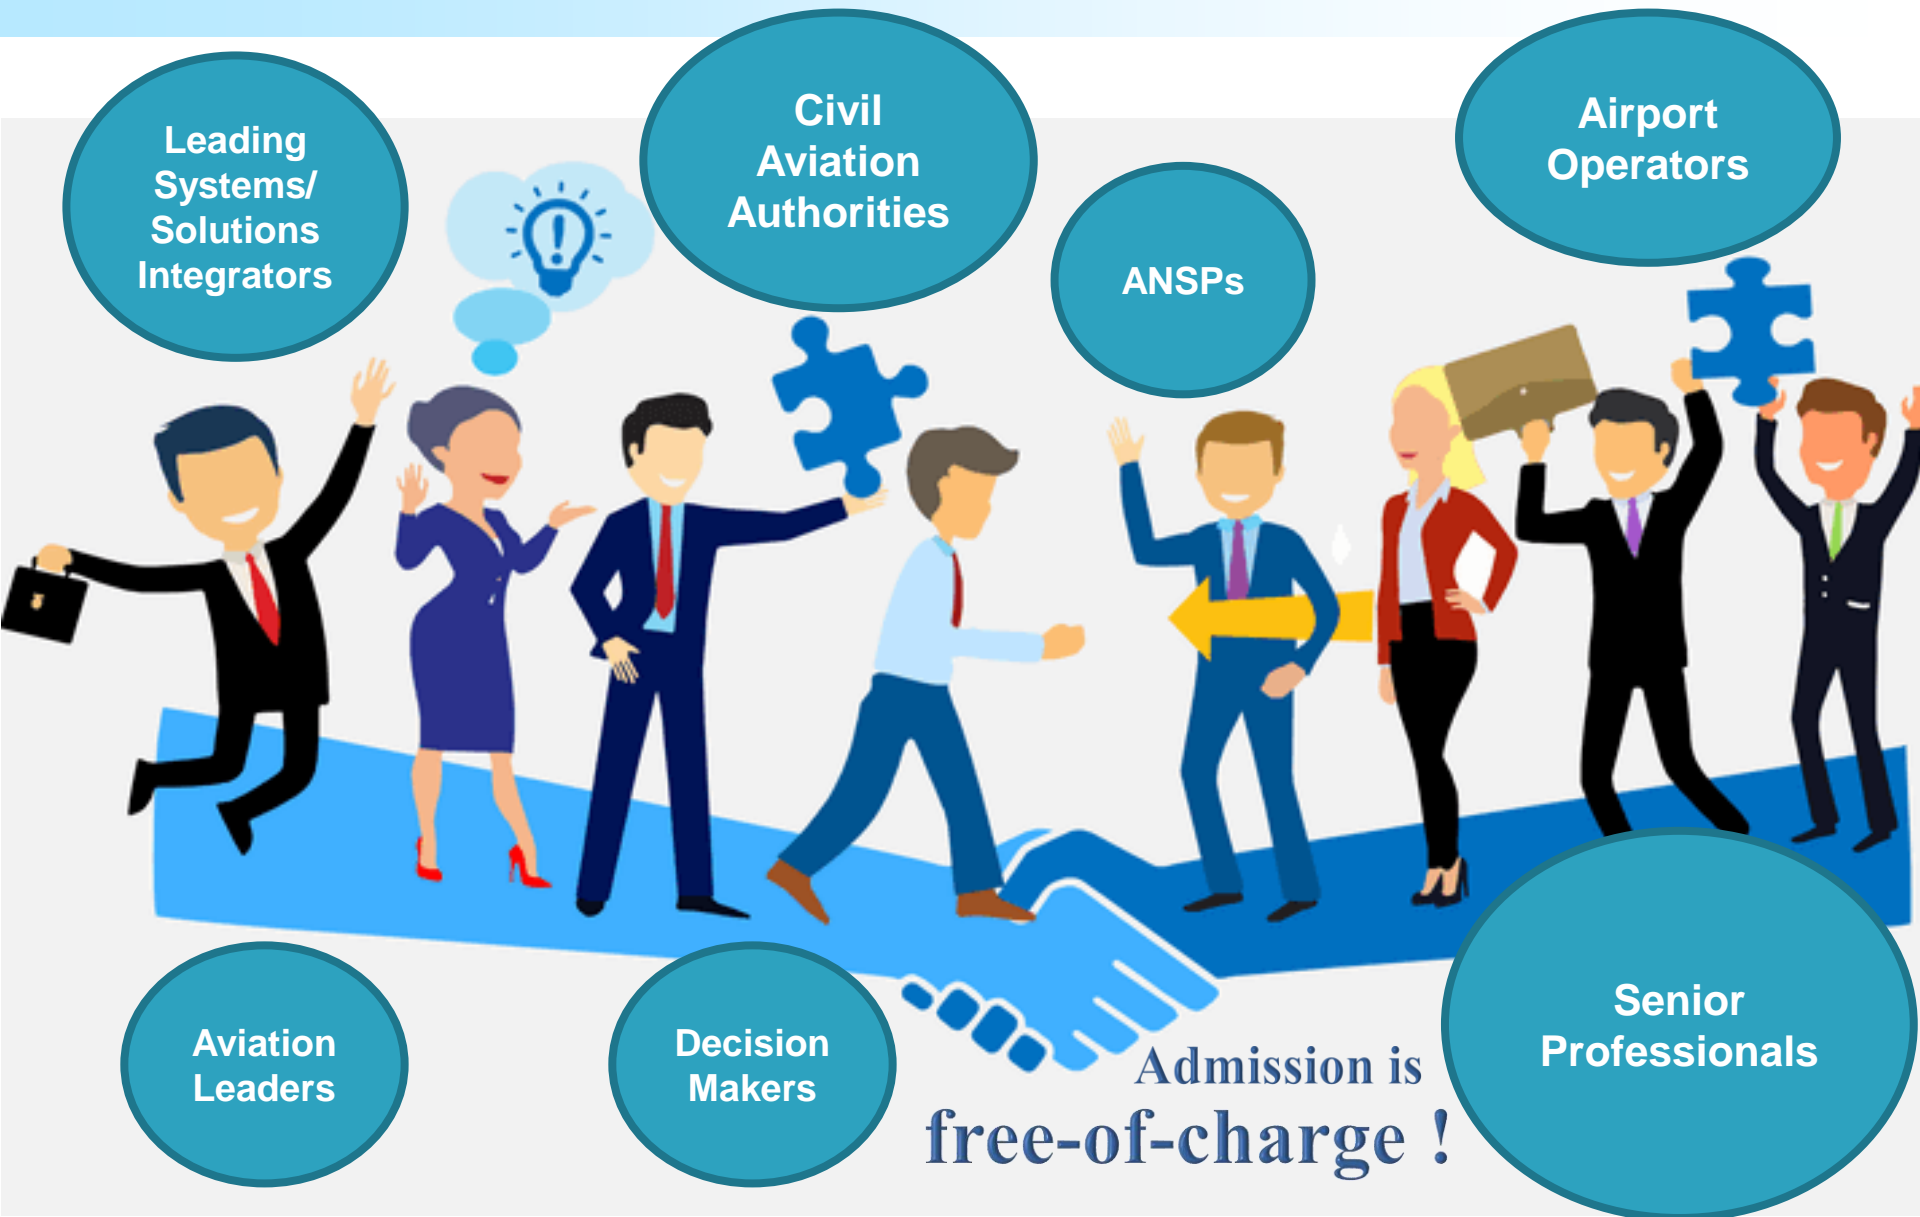 Leading
Systems/
Solutions
Integrators
Civil
Aviation
Authorities
ANSPs
Airport
Operators
Aviation
Leaders
Decision
Makers
Admission is
free-of-charge !
Senior
Professionals